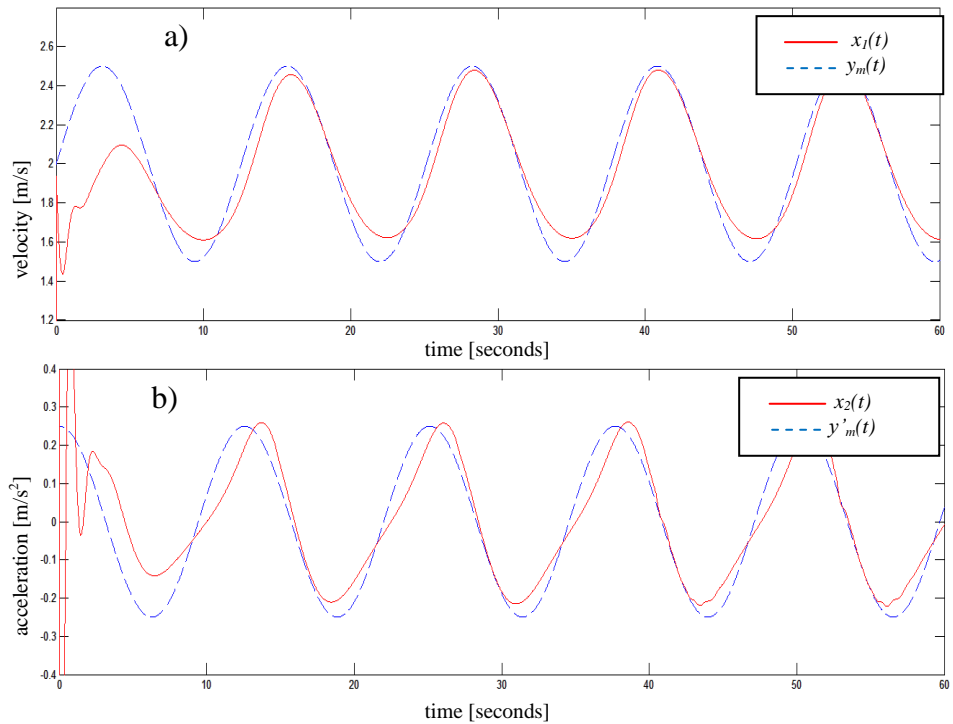 a)
x₁(t)
yₘ(t)
2.6
2.4
2.2
2
1.8
1.6
1.4
1.2
velocity [m/s]
0 10 20 30 40 50 60
time [seconds]
b)
x₂(t)
y’ₘ(t)
0.4
0.3
0.2
0.1
0
-0.1
-0.2
-0.3
-0.4
acceleration [m/s²]
0 10 20 30 40 50 60
time [seconds]